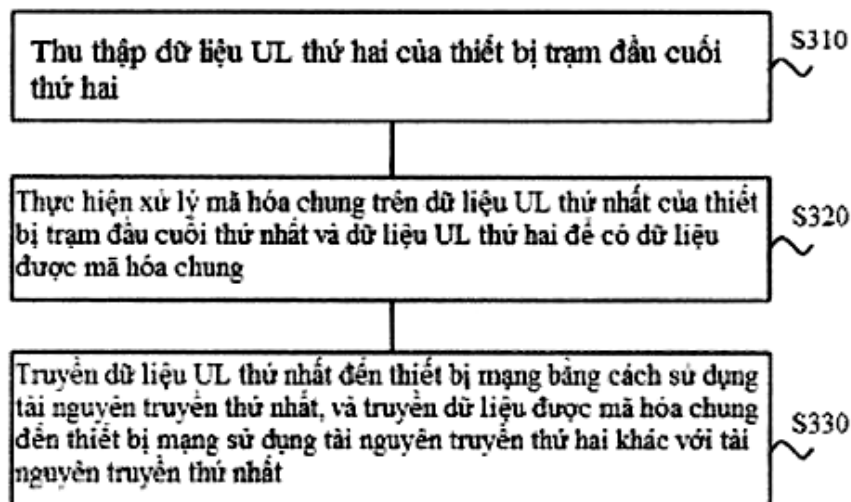 Thu thập dữ liệu UL thứ hai của thiết bị trạm đầu cuối
thứ hai
S310
Thực hiện xử lý mã hóa chung trên dữ liệu UL thứ nhất của thiết
bị trạm đầu cuối thứ nhất và dữ liệu UL thứ hai để có dữ liệu
được mã hóa chung
S320
Truyền dữ liệu UL thứ nhất đến thiết bị mạng bằng cách sử dụng
tài nguyên truyền thứ nhất, và truyền dữ liệu được mã hóa chung
đến thiết bị mạng sử dụng tài nguyên truyền thứ hai khác với tài
nguyên truyền thứ nhất
S330